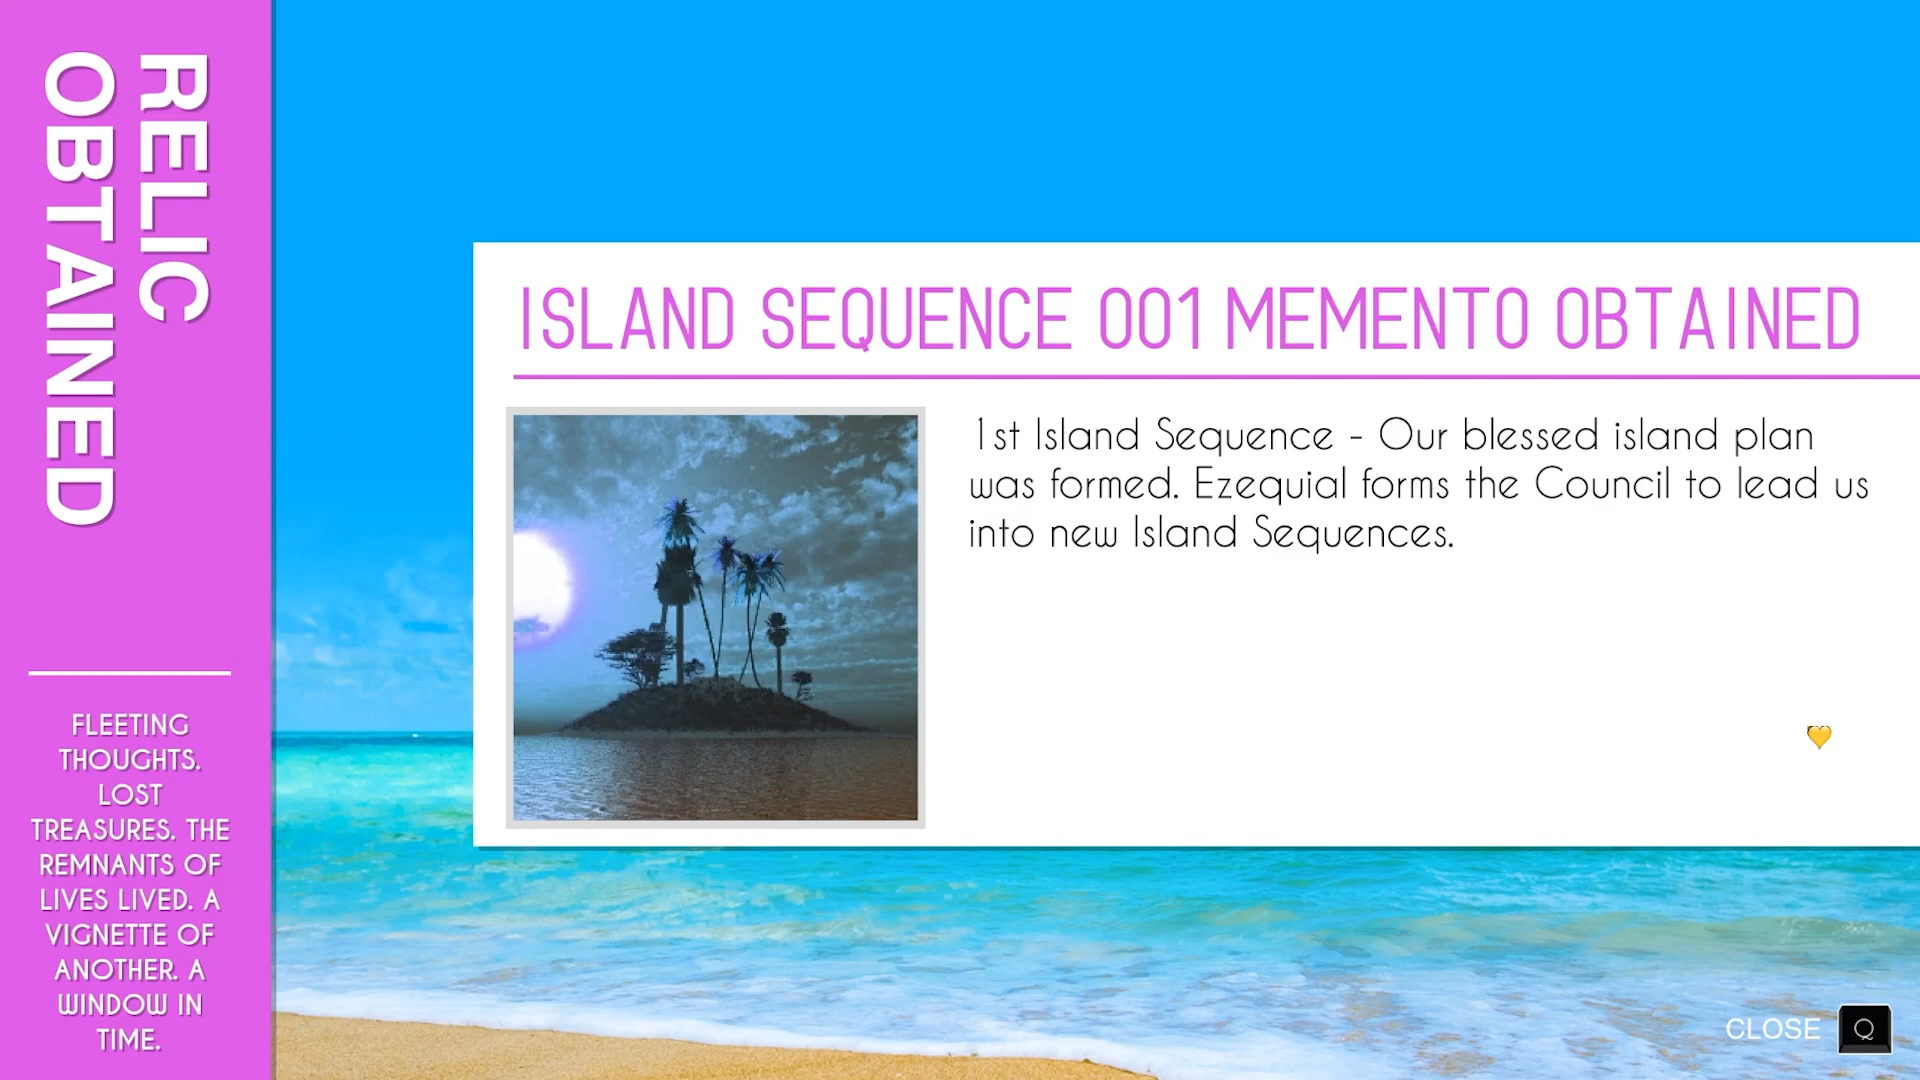 RELIC
OBTAINED
FLEETING
THOUGHTS.
LOST
TREASURES. THE
REMNANTS OF
LIVES LIVED. A
VIGNETTE OF
ANOTHER. A
WINDOW IN
TIME.
ISLAND SEQUENCE 001 MEMENTO OBTAINED
1st Island Sequence - Our blessed island plan
was formed. Ezequial forms the Council to lead us
into new Island Sequences.
CLOSE Q